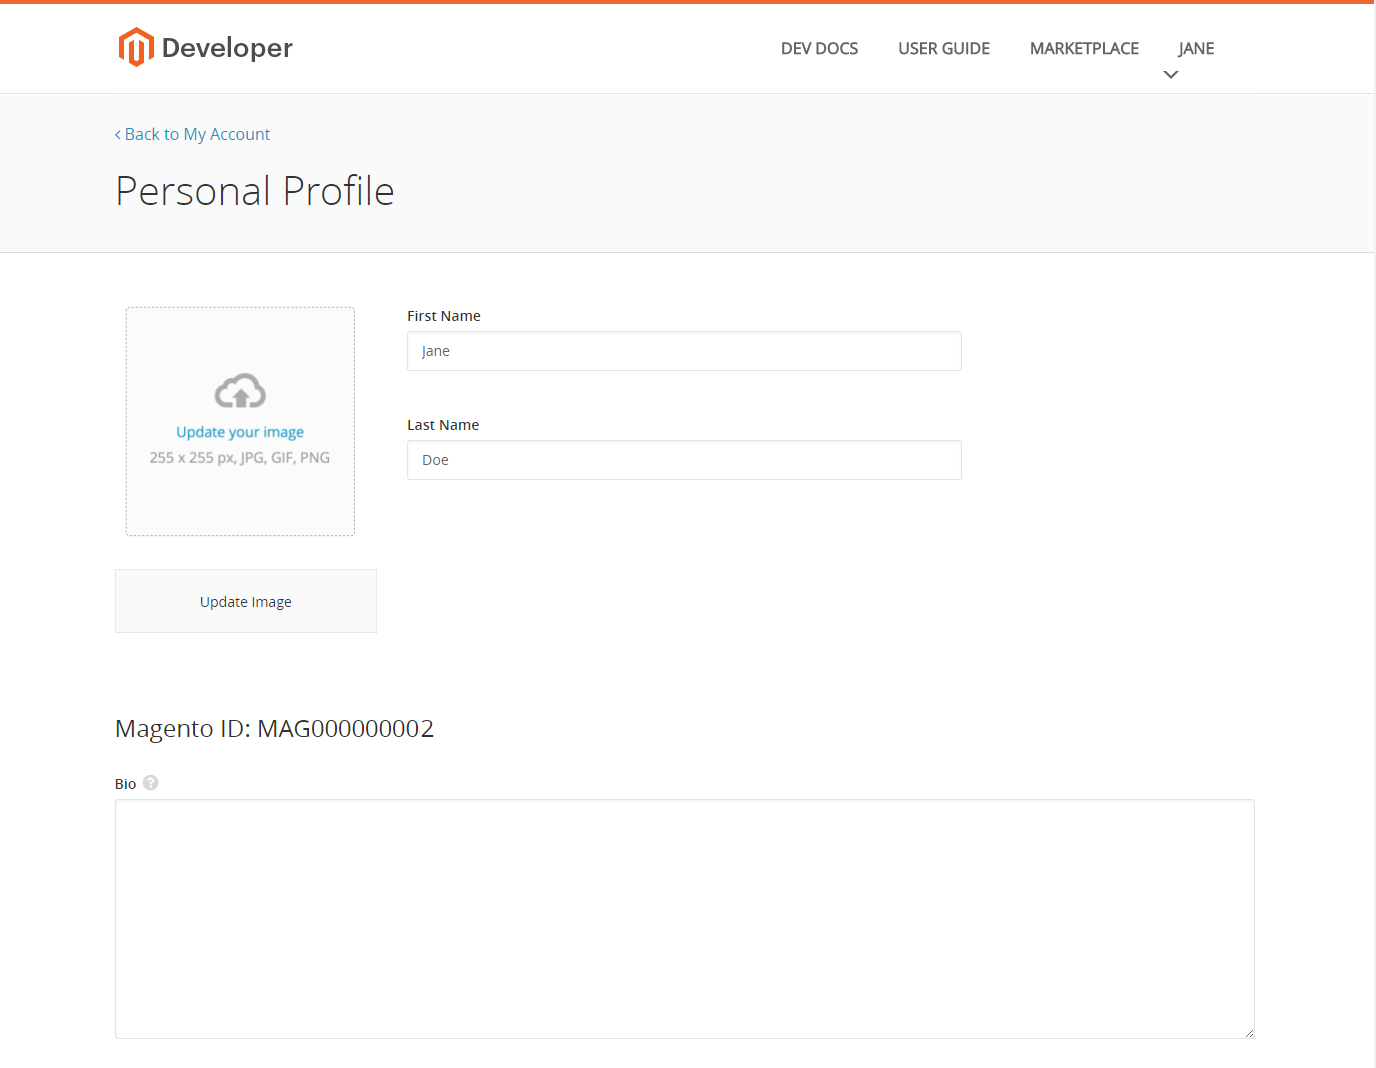 Developer
DEV DOCS
USER GUIDE
MARKETPLACE
JANE
Back to My Account
Personal Profile
Update your image
255 x 255 px, JPG, GIF, PNG
First Name
Jane
Last Name
Doe
Update Image
Magento ID: MAG000000002
Bio ?